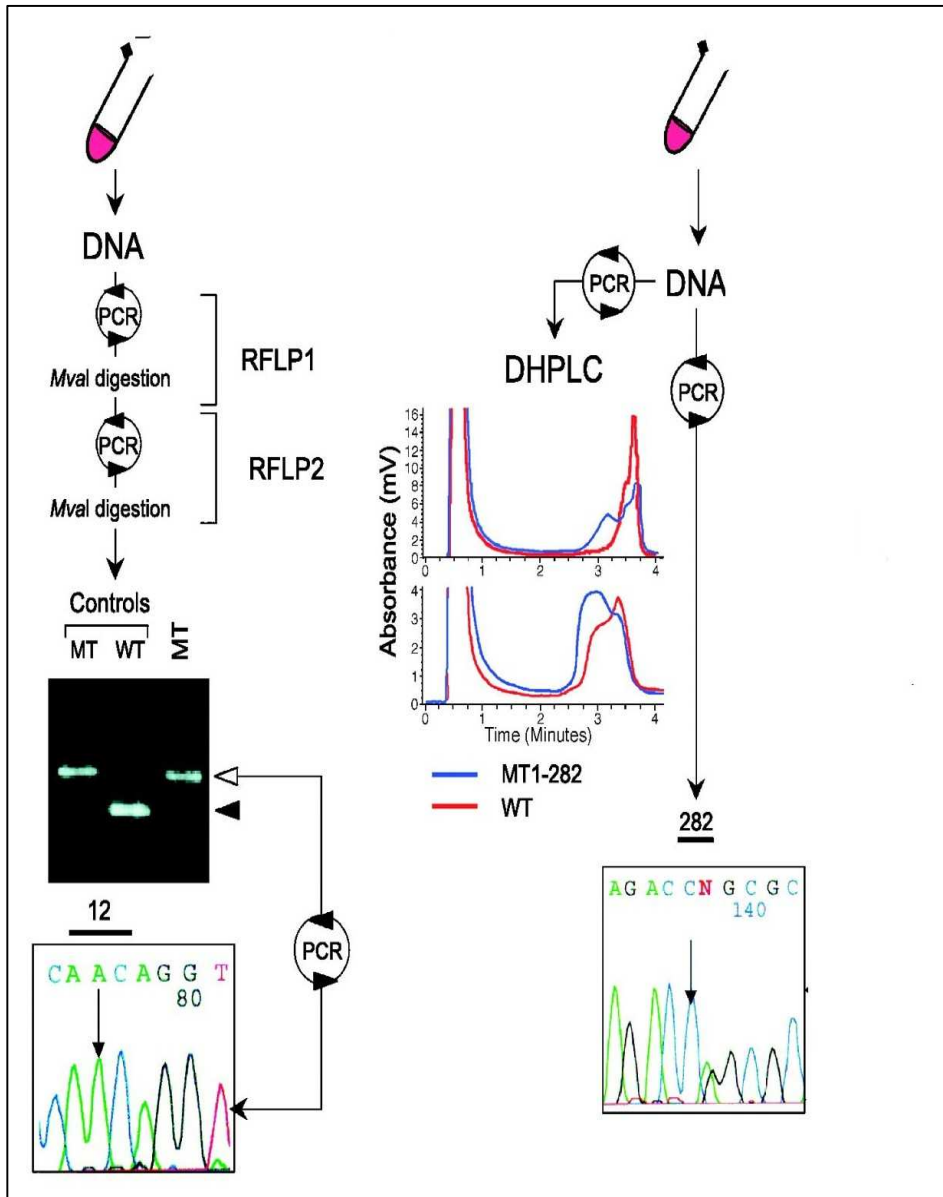 DNA
PCR
MvaI digestion
RFLP1
PCR
MvaI digestion
RFLP2
Controls
MT WT MT
12
CAACAGGT
80
PCR
PCR
DNA
DHPLC
PCR
Absorbance (mV)
16
14
12
10
8
6
4
2
0
0 1 2 3 4
4
3
2
1
0
0 1 2 3 4
Time (Minutes)
MT1-282
WT
282
AGACCNGCGC
140